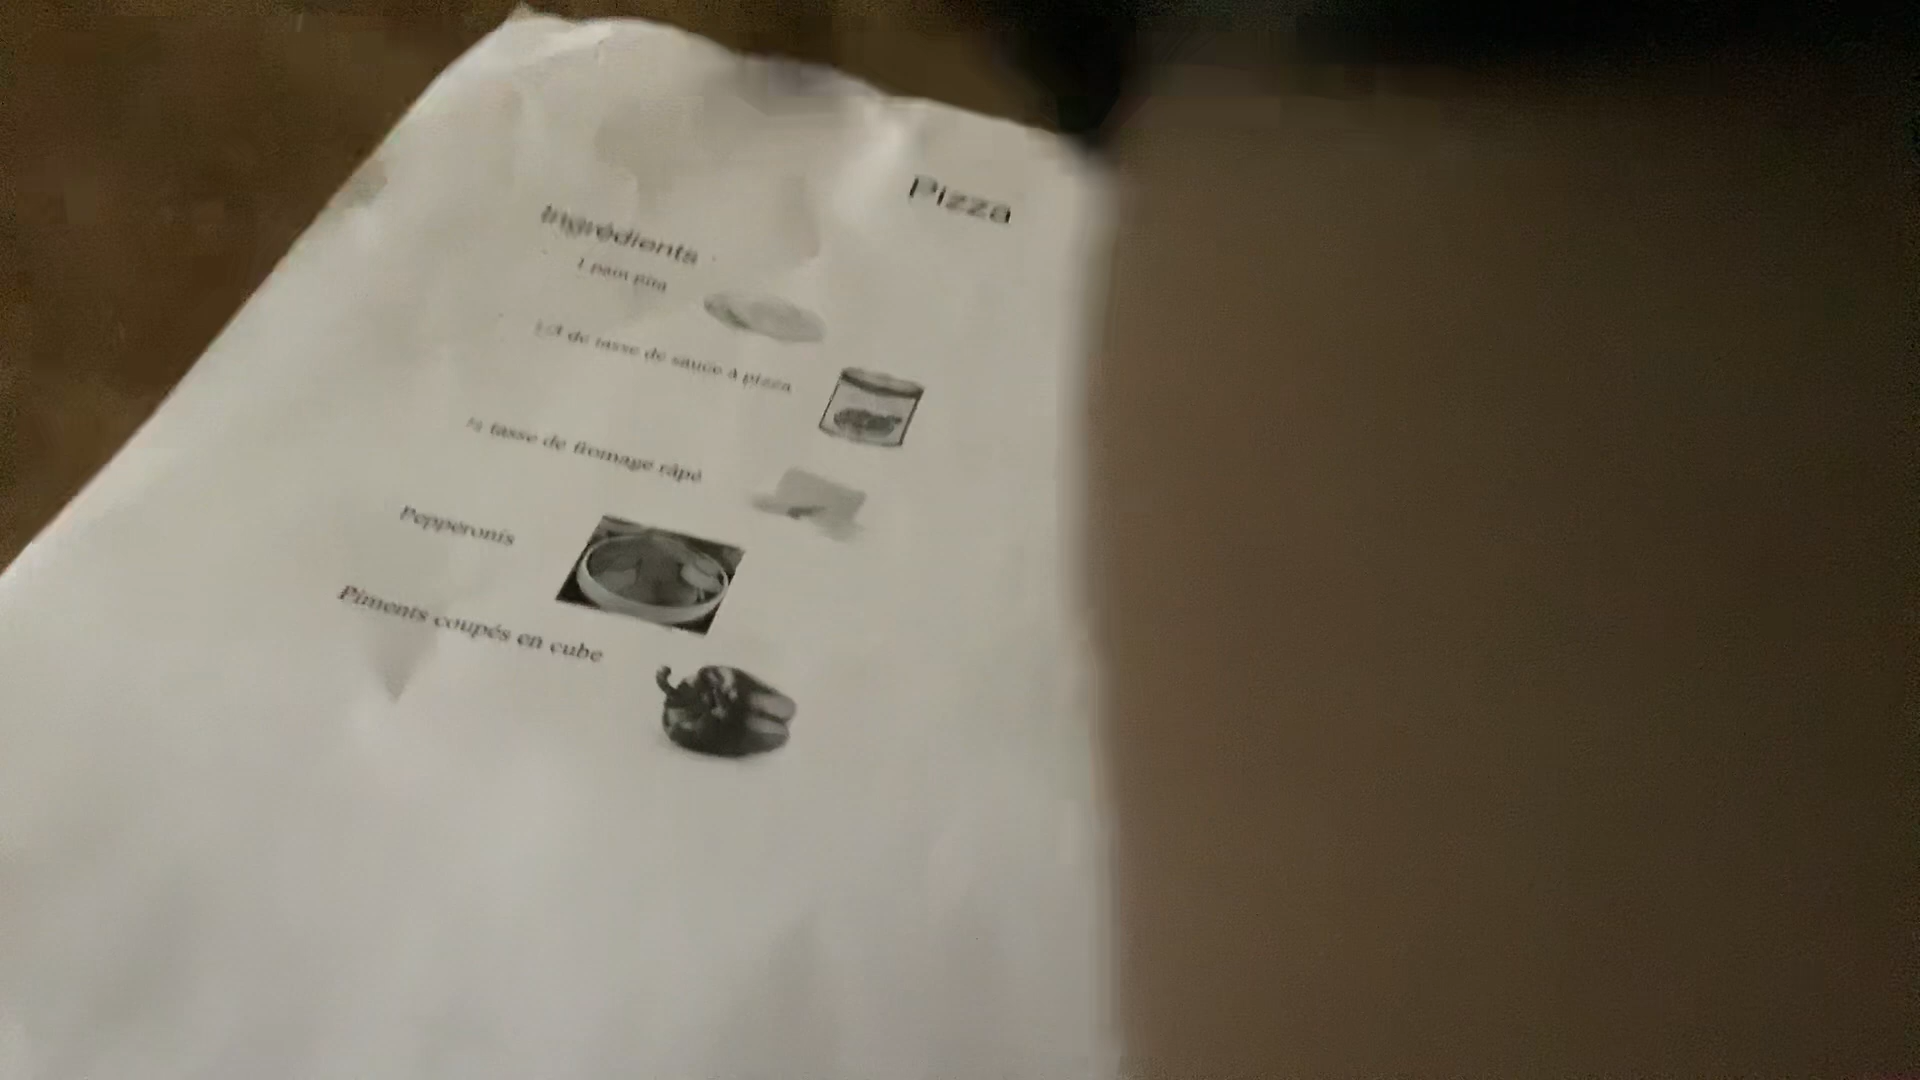 Pizza
Ingrédients
1 pain pita
de tasse de sauce à pizza
tasse de fromage râpé
Pepperonis
Piments coupés en cube